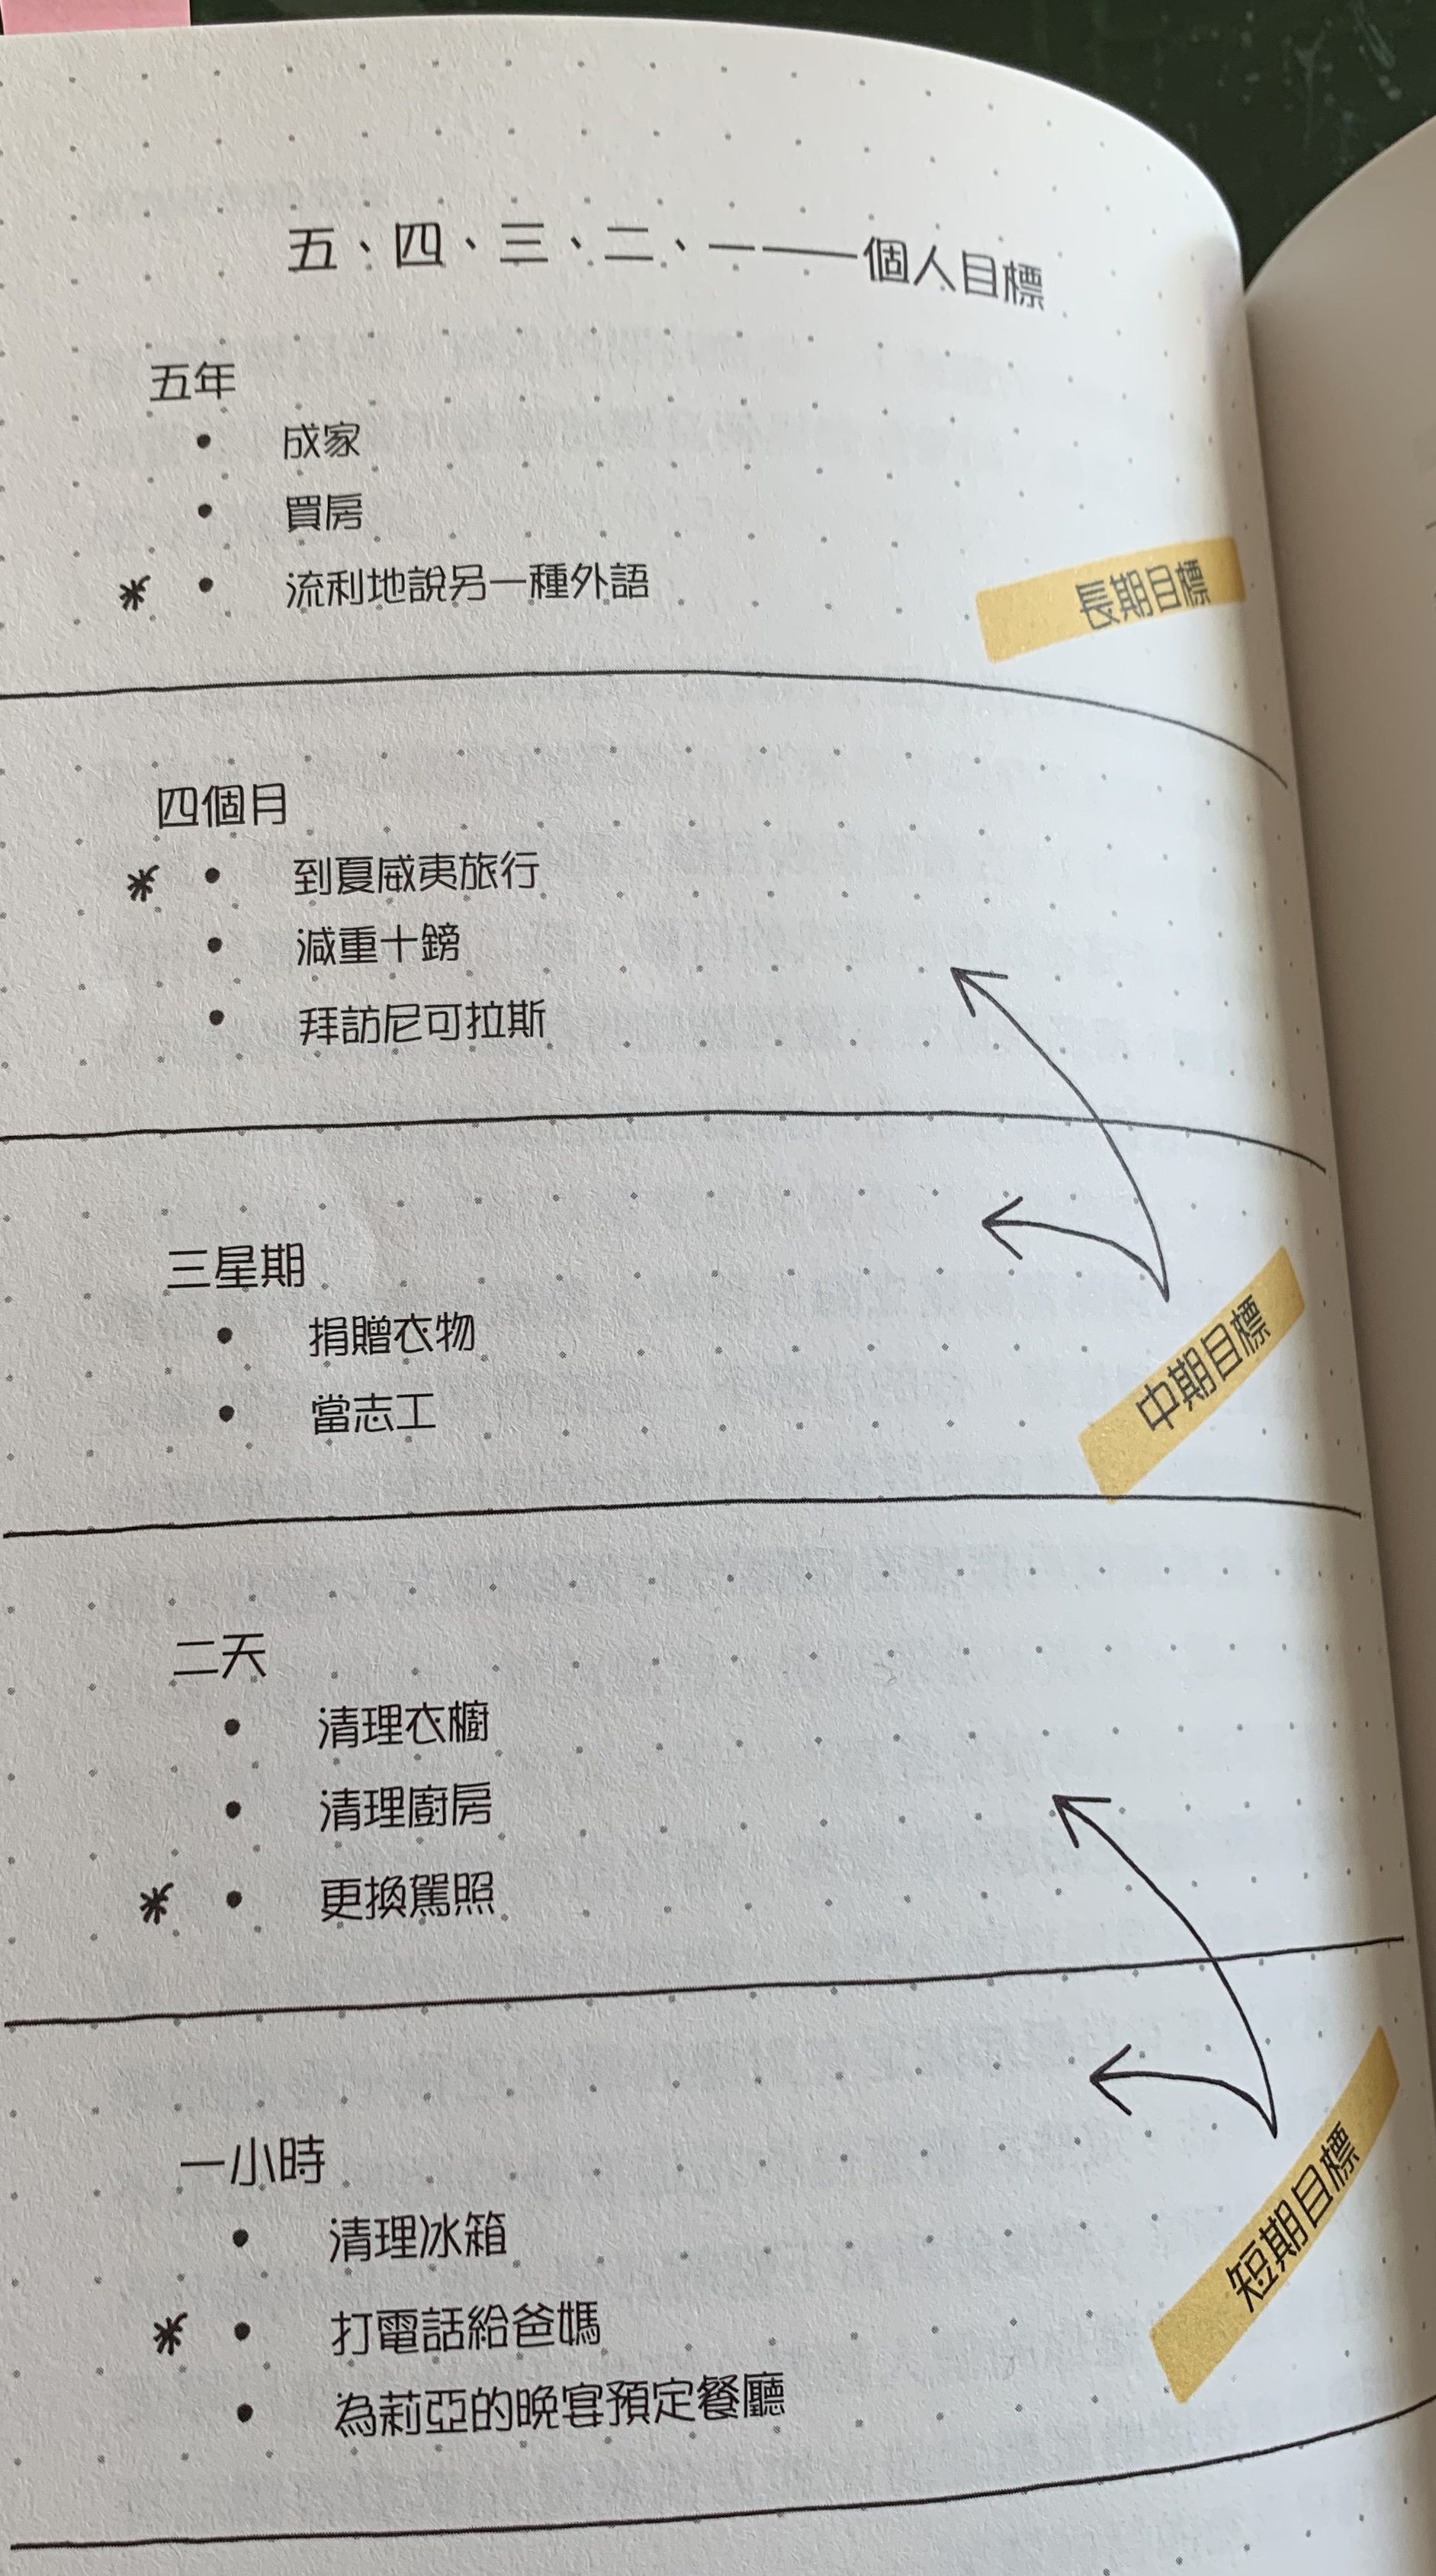 五、四、三、二、一——個人目標
五年
• 成家
• 買房
* • 流利地說另一種外語
長期目標
四個月
* • 到夏威夷旅行
• 減重十鎊
• 拜訪尼可拉斯
三星期
• 捐贈衣物
• 當志工
中期目標
二天
• 清理衣櫥
• 清理廚房
* • 更換駕照
一小時
• 清理冰箱
* • 打電話給爸媽
• 為莉亞的晚宴預定餐廳
短期目標